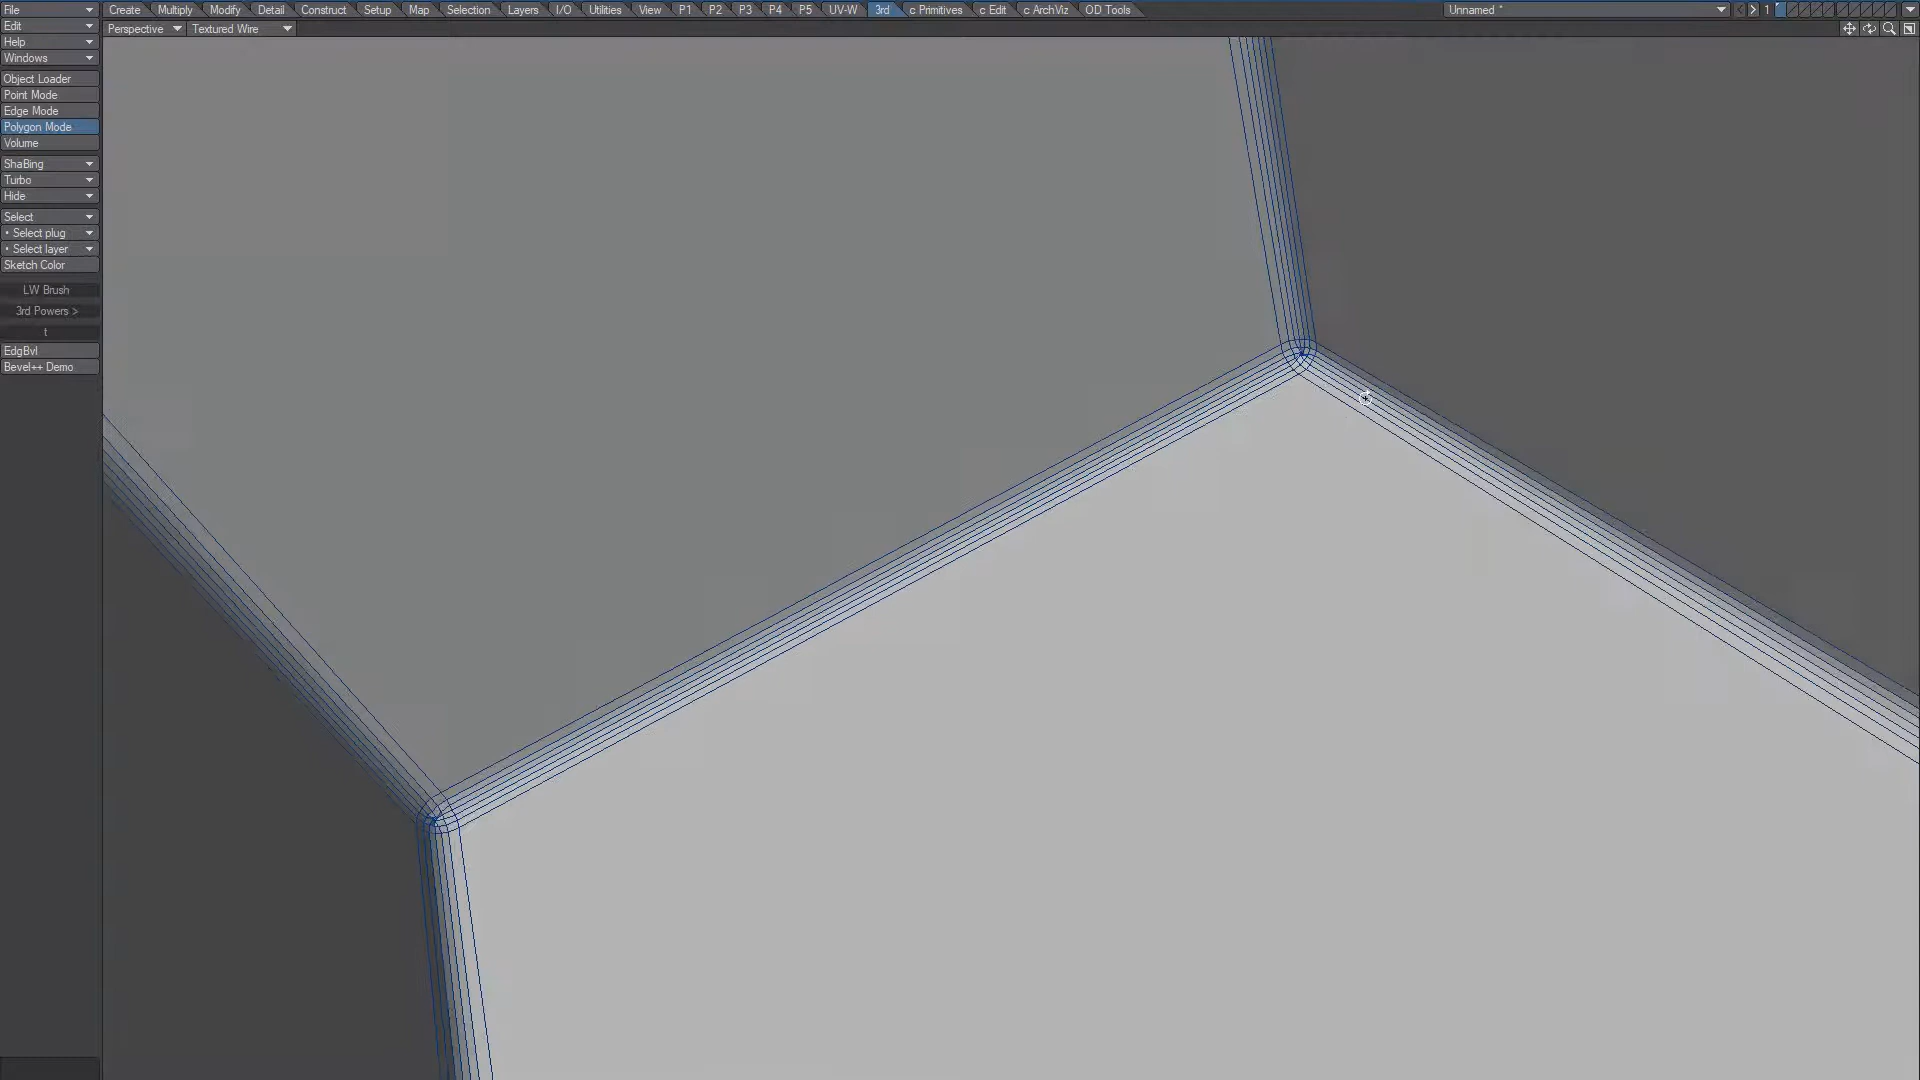 File Create Multiply Modify Detail Construct Setup Map Selection Layers I/O Utilities View P1 P2 P3 P4 P5 UV-W 3rd c Primitives c Edit c ArchViz OD Tools Unnamed * 1
Edit Perspective Textured Wire
Help
Windows
Object Loader
Point Mode
Edge Mode
Polygon Mode
Volume
ShaBing
Turbo
Hide
Select
• Select plug
• Select layer
Sketch Color
LW Brush
3rd Powers >
t
EdgBvl
Bevel++ Demo